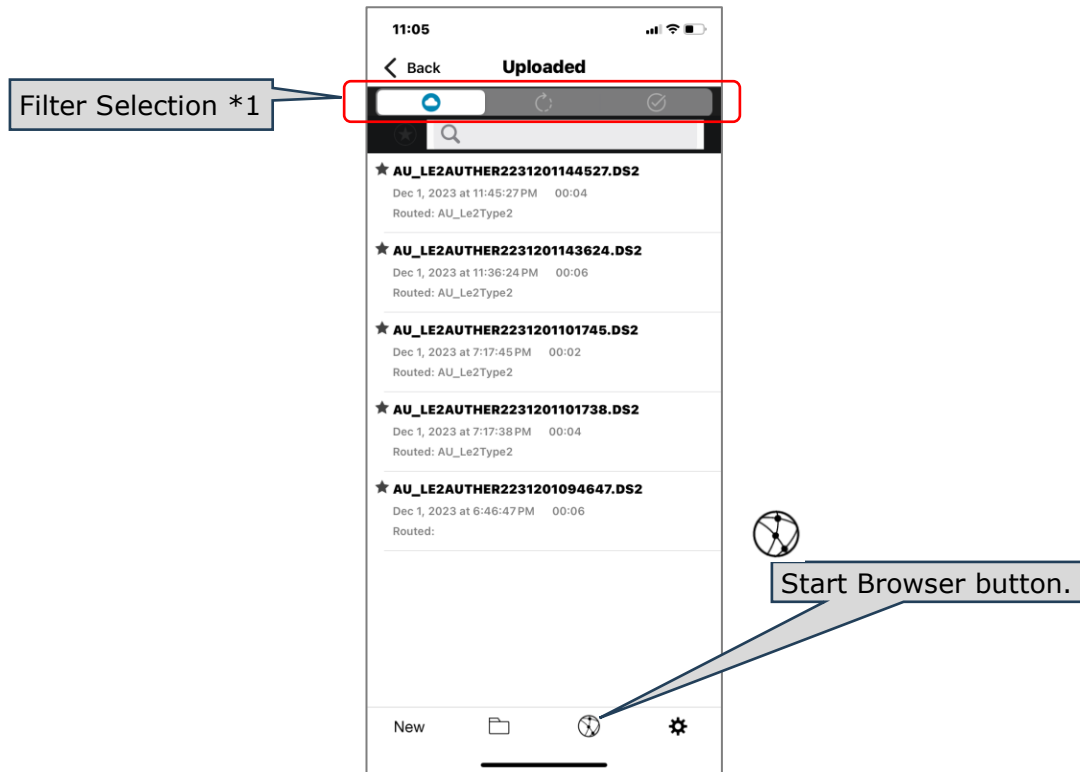 11:05
Back Uploaded
Filter Selection *1
AU_LE2AUTHER2231201144527.DS2
Dec 1, 2023 at 11:45:27 PM 00:04
Routed: AU_Le2Type2
AU_LE2AUTHER2231201143624.DS2
Dec 1, 2023 at 11:36:24 PM 00:06
Routed: AU_Le2Type2
AU_LE2AUTHER2231201101745.DS2
Dec 1, 2023 at 7:17:45 PM 00:02
Routed: AU_Le2Type2
AU_LE2AUTHER2231201101738.DS2
Dec 1, 2023 at 7:17:38 PM 00:04
Routed: AU_Le2Type2
AU_LE2AUTHER2231201094647.DS2
Dec 1, 2023 at 6:46:47 PM 00:06
Routed:
Start Browser button.
New